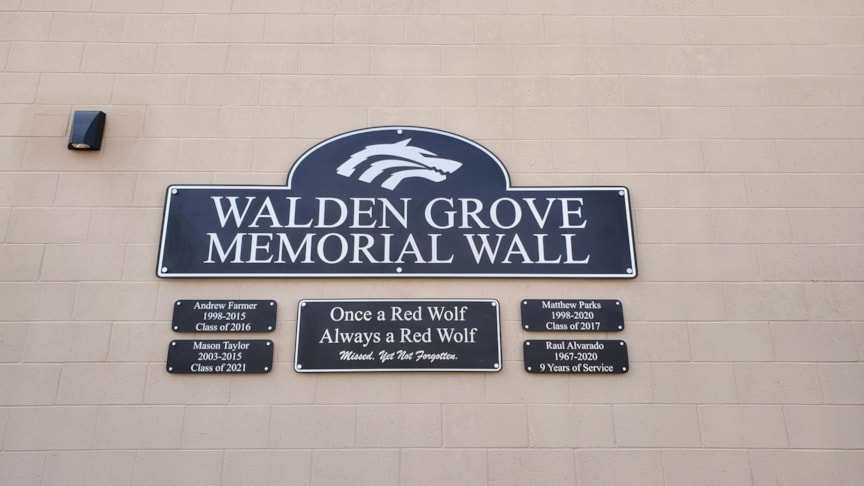 WALDEN GROVE
MEMORIAL WALL
Andrew Farmer
1998-2015
Class of 2016
Mason Taylor
2003-2015
Class of 2021
Once a Red Wolf
Always a Red Wolf
Missed, Yet Not Forgotten.
Matthew Parks
1998-2020
Class of 2017
Raul Alvarado
1967-2020
9 Years of Service